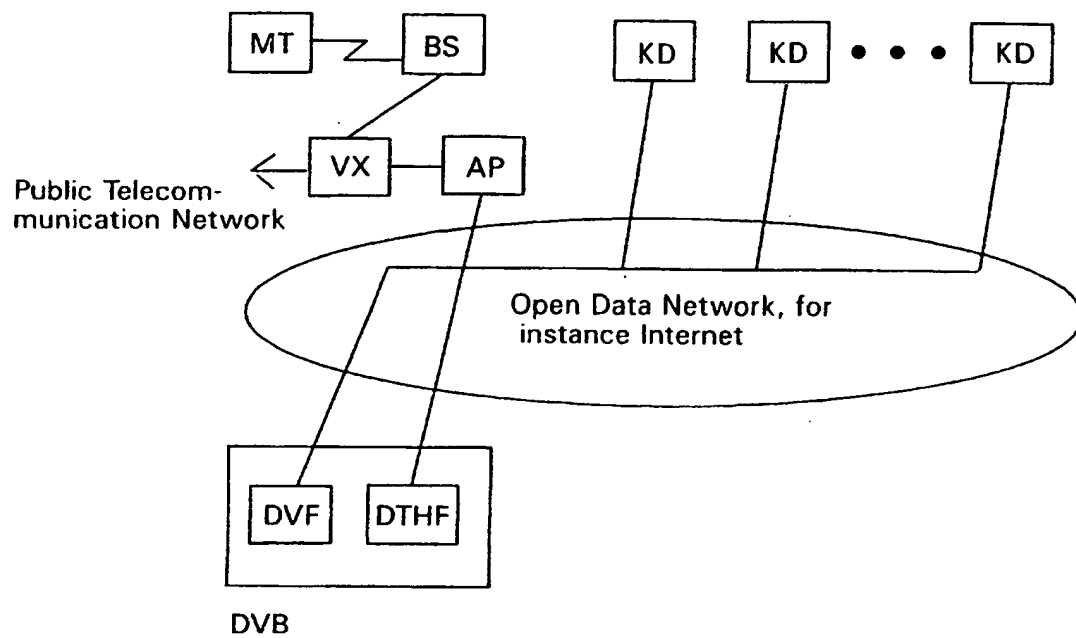 MT
BS
KD
KD
KD
VX
AP
Public Telecom-
munication Network
Open Data Network, for
instance Internet
DVF
DTHF
DVB